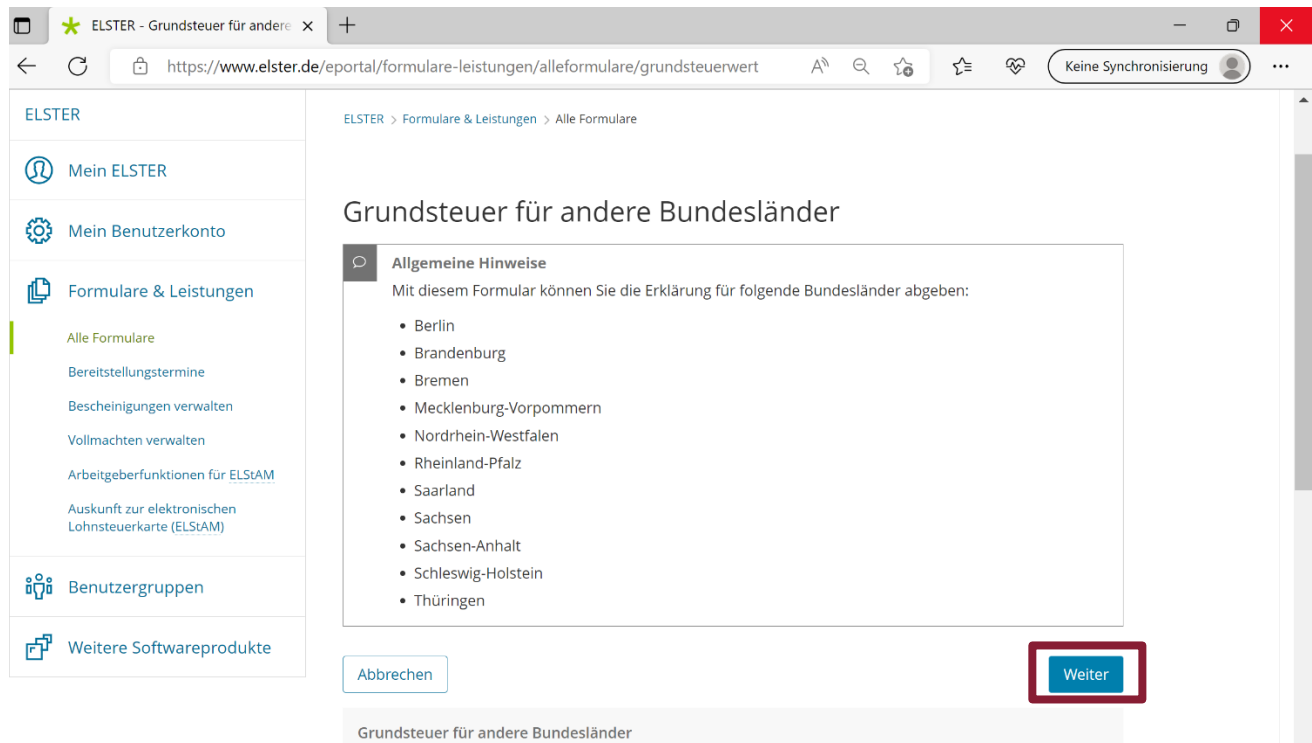 ELSTER - Grundsteuer für andere
https://www.elster.de/eportal/formulare-leistungen/alleformulare/grundsteuerwert
Keine Synchronisierung
ELSTER
Mein ELSTER
Mein Benutzerkonto
Formulare & Leistungen
Alle Formulare
Bereitstellungstermine
Bescheinigungen verwalten
Vollmachten verwalten
Arbeitgeberfunktionen für ELStAM
Auskunft zur elektronischen
Lohnsteuerkarte (ELStAM)
Benutzergruppen
Weitere Softwareprodukte
ELSTER > Formulare & Leistungen > Alle Formulare
Grundsteuer für andere Bundesländer
Allgemeine Hinweise
Mit diesem Formular können Sie die Erklärung für folgende Bundesländer abgeben:
• Berlin
• Brandenburg
• Bremen
• Mecklenburg-Vorpommern
• Nordrhein-Westfalen
• Rheinland-Pfalz
• Saarland
• Sachsen
• Sachsen-Anhalt
• Schleswig-Holstein
• Thüringen
Abbrechen
Weiter
Grundsteuer für andere Bundesländer